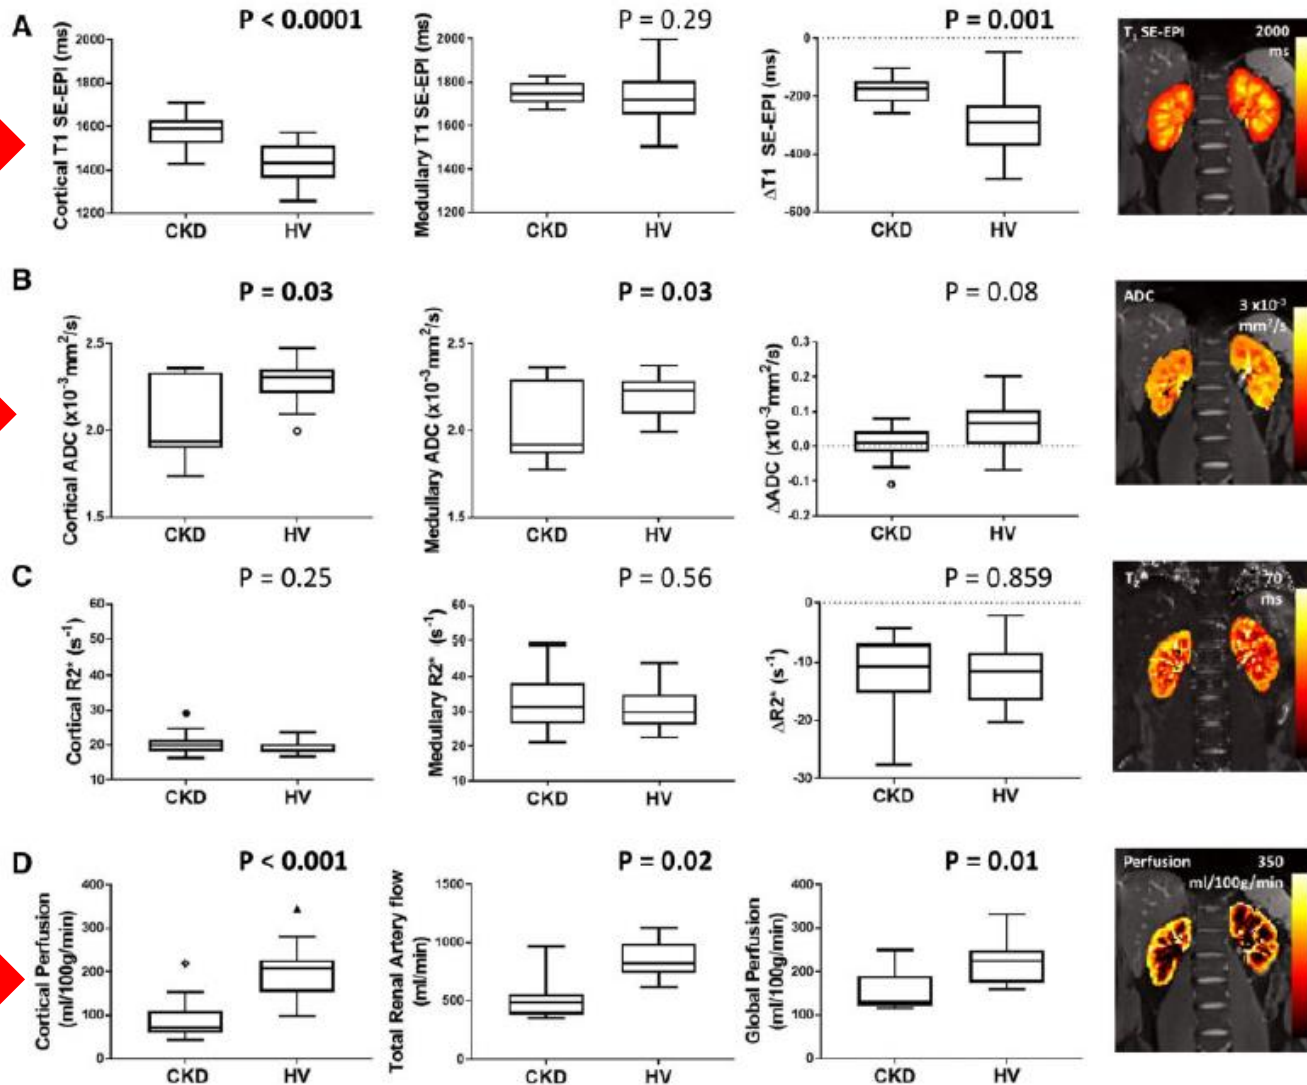 A
P < 0.0001
P = 0.29
P = 0.001
Cortical T1 SE-EPI (ms)
2000
1800
1600
1400
1200
CKD HV
Medullary T1 SE-EPI (ms)
2000
1800
1600
1400
1200
CKD HV
ΔT1 SE-EPI (ms)
0
-200
-400
-600
CKD HV
T₁ SE-EPI 2000
ms
B
P = 0.03
P = 0.03
P = 0.08
Cortical ADC (x10⁻³mm²/s)
2.5
2.0
1.5
CKD HV
Medullary ADC (x10⁻³mm²/s)
2.5
2.0
1.5
CKD HV
ΔADC (x10⁻³mm²/s)
0.3
0.2
0.1
0.0
-0.1
-0.2
CKD HV
ADC 3 x10⁻³
mm²/s
C
P = 0.25
P = 0.56
P = 0.859
Cortical R2* (s⁻¹)
60
50
40
30
20
10
CKD HV
Medullary R2* (s⁻¹)
60
50
40
30
20
10
CKD HV
ΔR2* (s⁻¹)
0
-10
-20
-30
CKD HV
T₂* 70
ms
D
P < 0.001
P = 0.02
P = 0.01
Cortical Perfusion
(ml/100g/min)
400
300
200
100
0
CKD HV
Total Renal Artery flow
(ml/min)
1500
1000
500
0
CKD HV
Global Perfusion
(ml/100g/min)
400
300
200
100
0
CKD HV
Perfusion 350
ml/100g/min